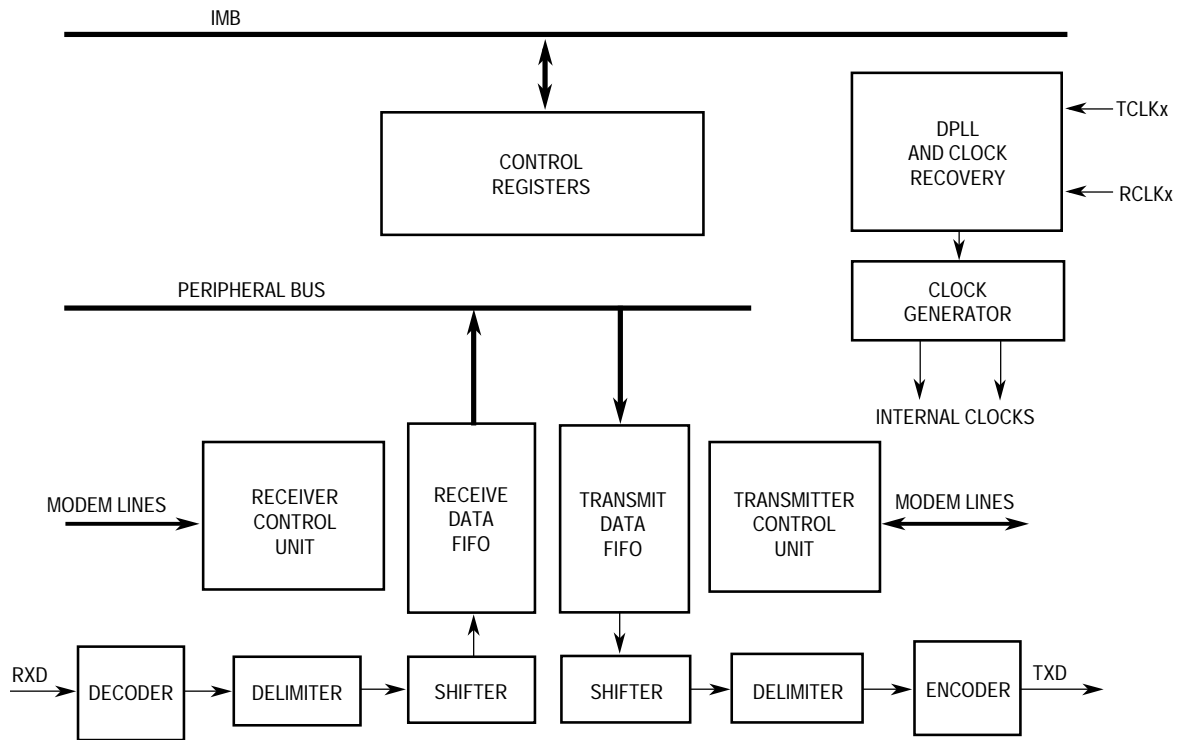 IMB
CONTROL
REGISTERS
DPLL
AND CLOCK
RECOVERY
TCLKx
RCLKx
CLOCK
GENERATOR
INTERNAL CLOCKS
PERIPHERAL BUS
MODEM LINES
RECEIVER
CONTROL
UNIT
RECEIVE
DATA
FIFO
TRANSMIT
DATA
FIFO
TRANSMITTER
CONTROL
UNIT
MODEM LINES
RXD
DECODER
DELIMITER
SHIFTER
SHIFTER
DELIMITER
ENCODER
TXD